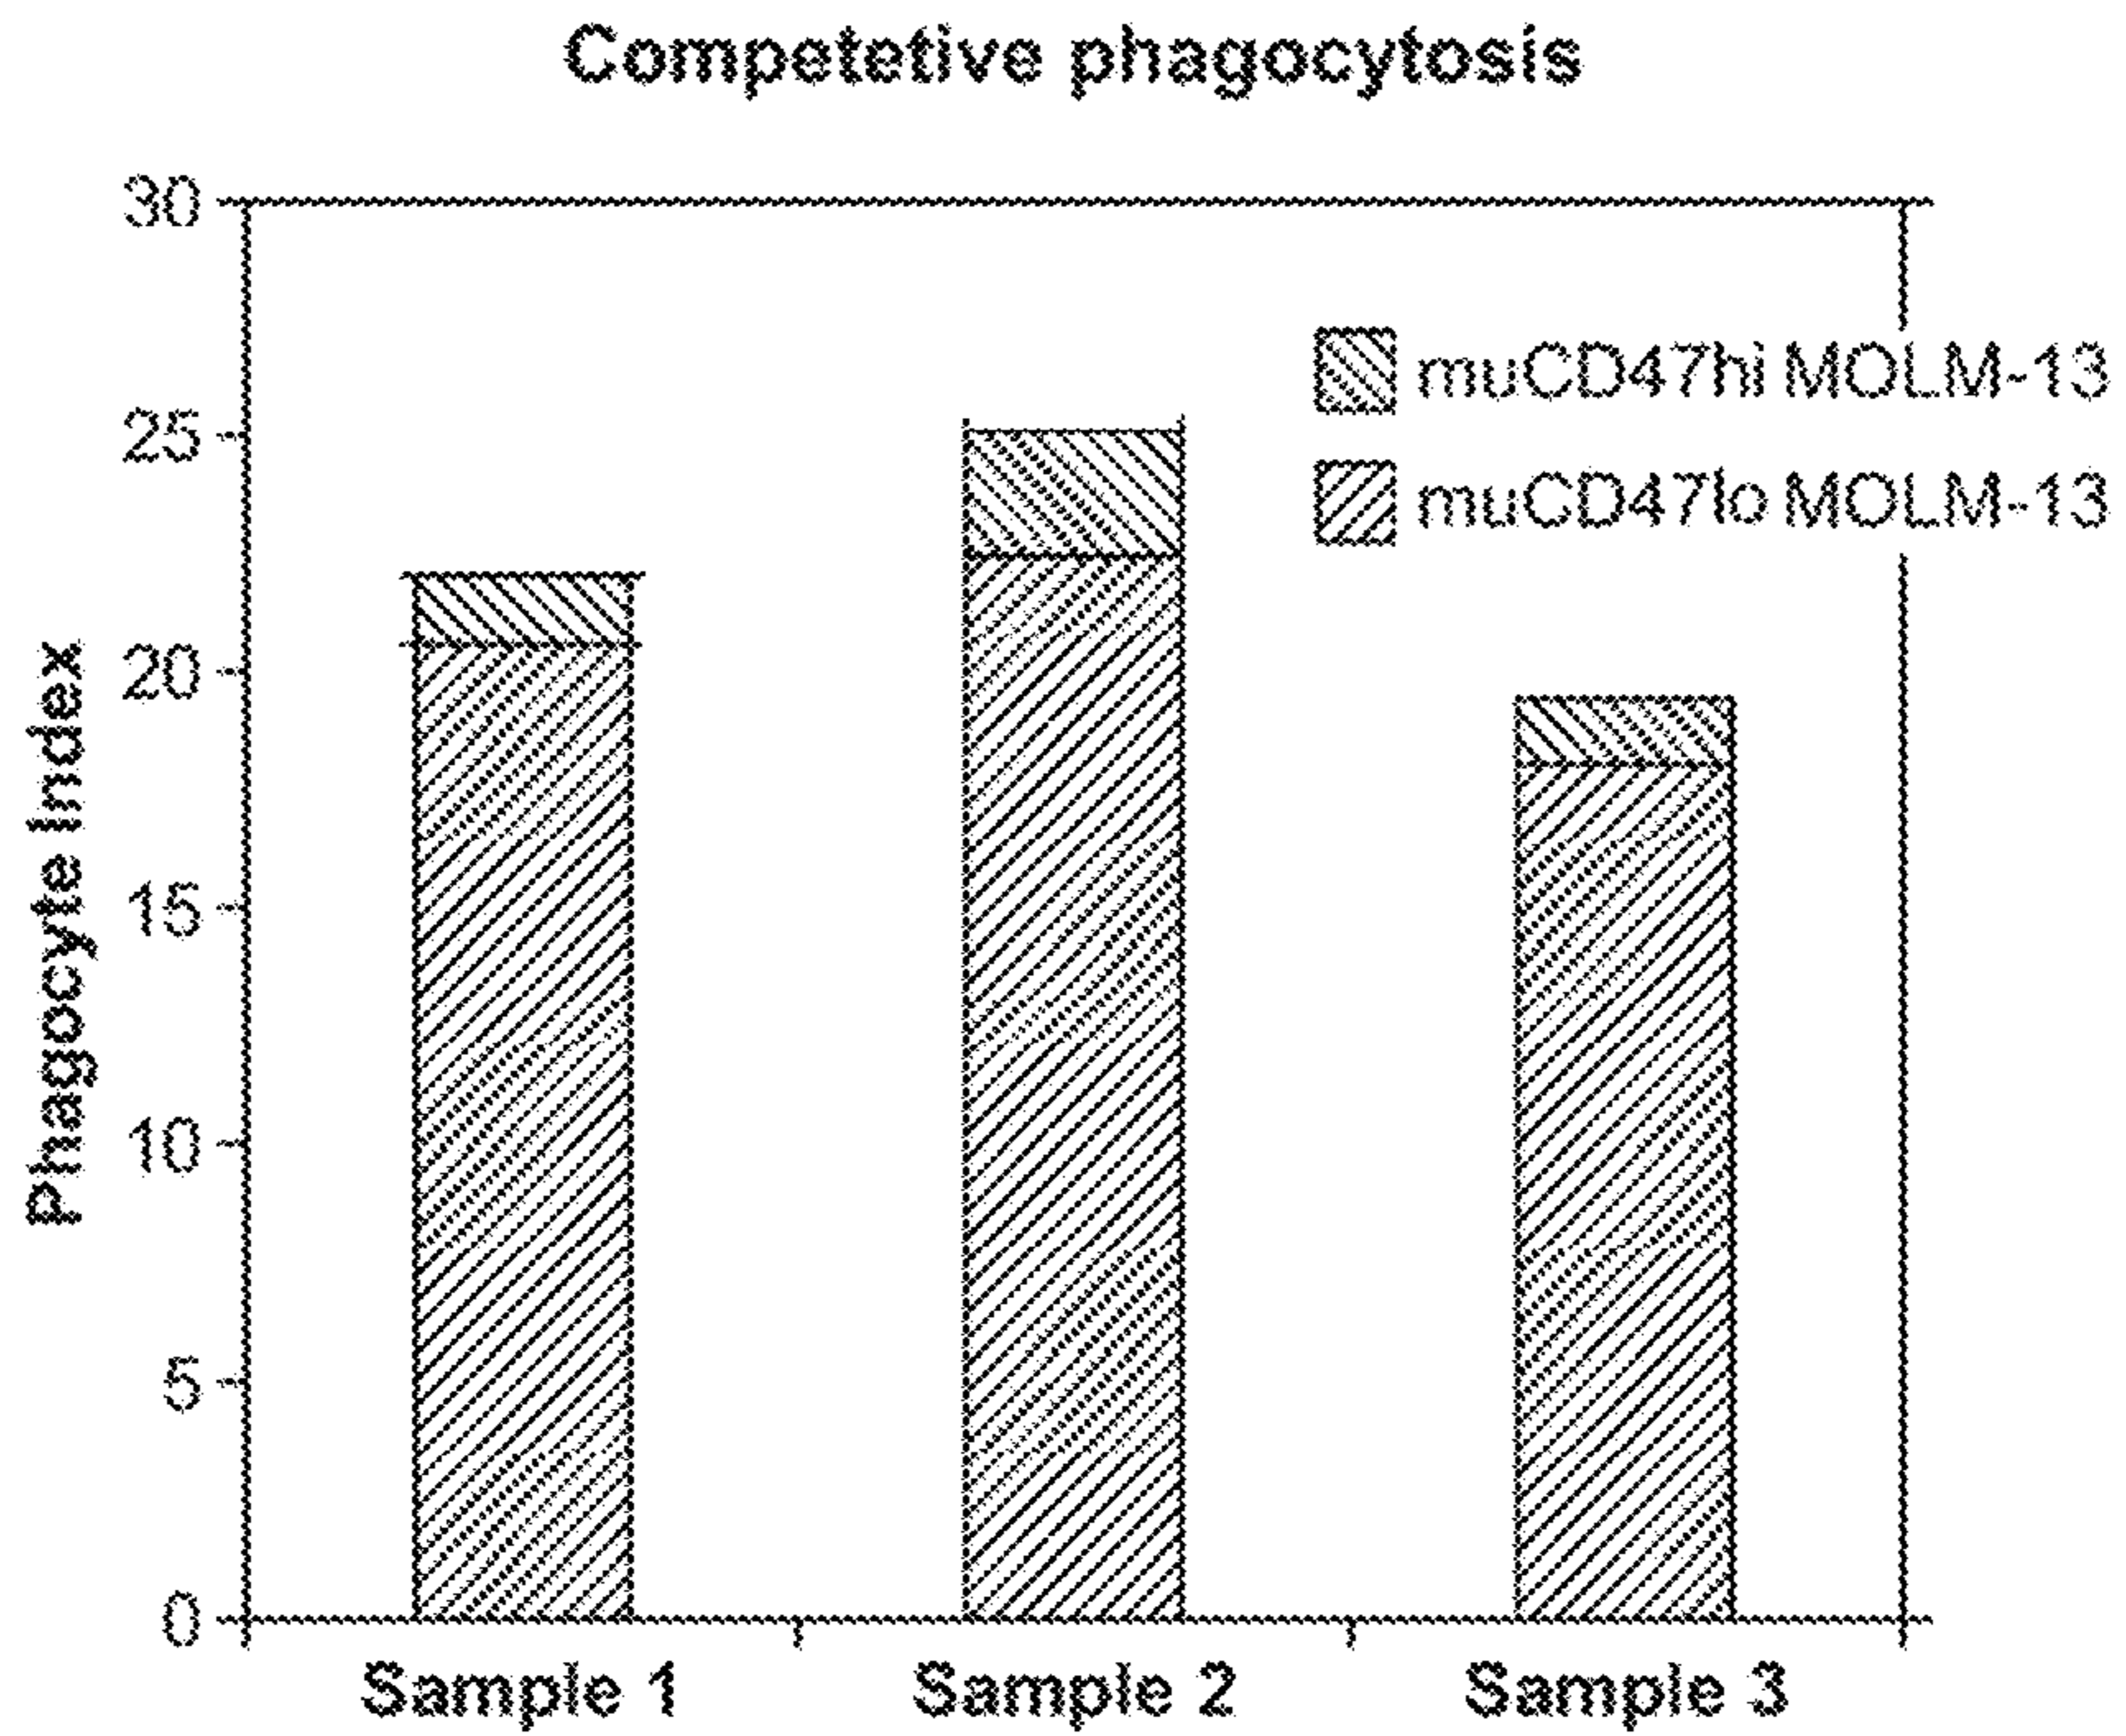 Competetive phagocytosis
Phagocyte Index
30
25
20
15
10
5
0
muCD47hi MOLM-13
muCD47lo MOLM-13
Sample 1
Sample 2
Sample 3